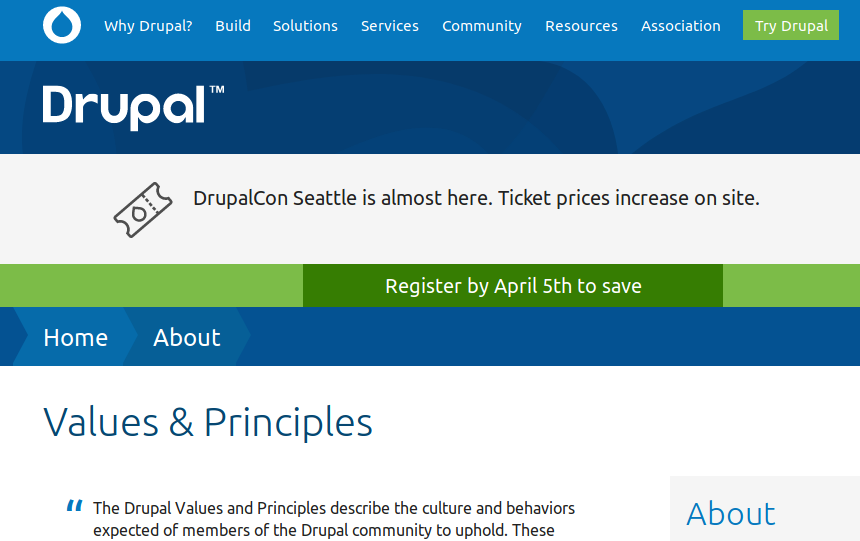 Why Drupal? Build Solutions Services Community Resources Association Try Drupal
Drupal™
DrupalCon Seattle is almost here. Ticket prices increase on site.
Register by April 5th to save
Home About
Values & Principles
“ The Drupal Values and Principles describe the culture and behaviors
expected of members of the Drupal community to uphold. These
About